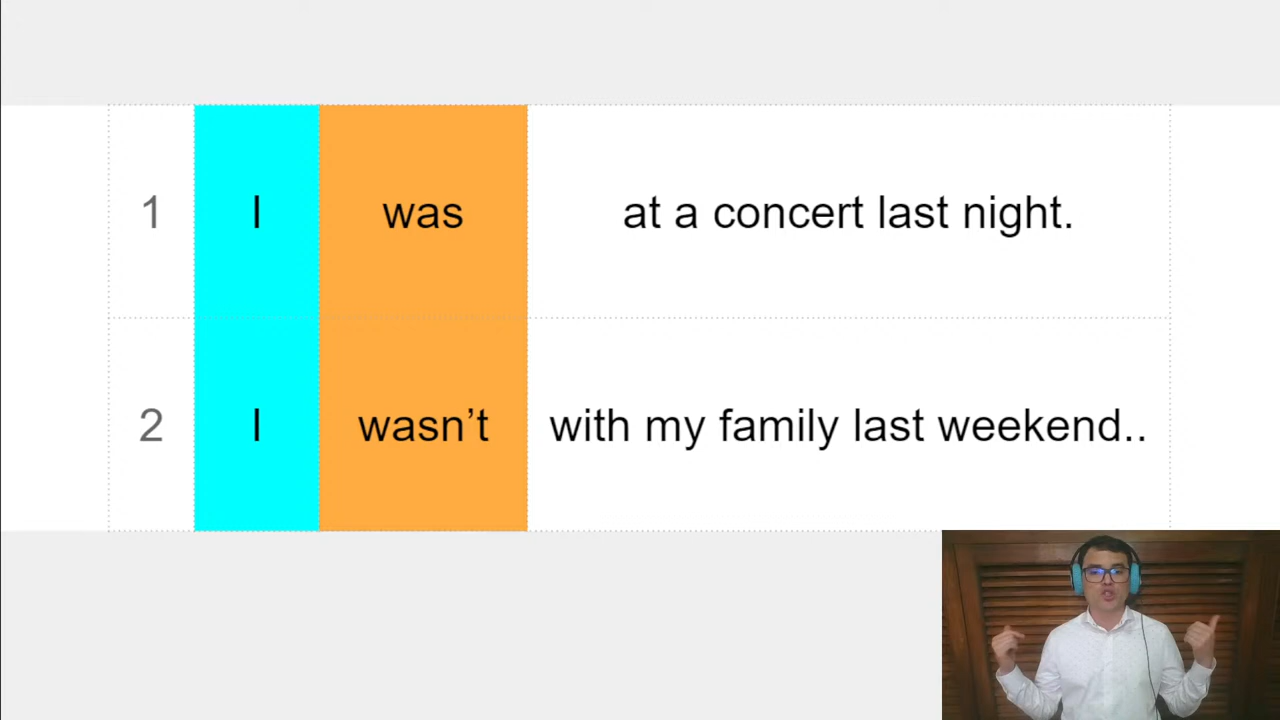 1 I was at a concert last night.
2 I wasn’t with my family last weekend..